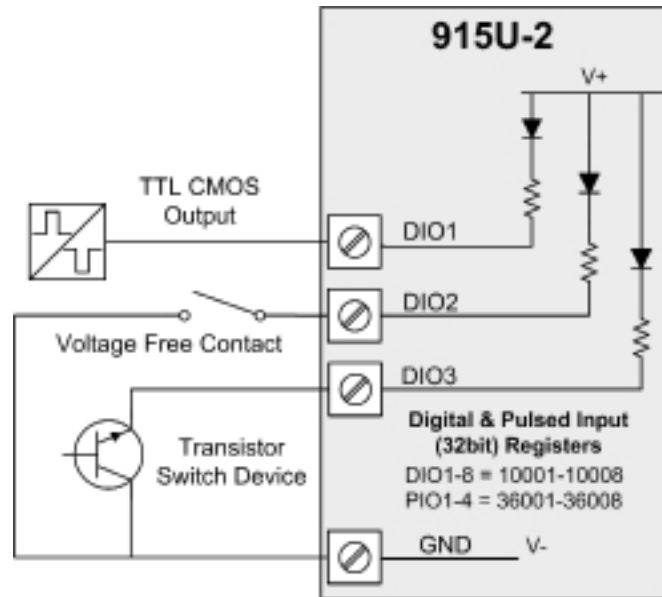 915U-2
V+
TTL CMOS
Output
DIO1
DIO2
Voltage Free Contact
DIO3
Digital & Pulsed Input
(32bit) Registers
Transistor
Switch Device
DIO1-8 = 10001-10008
PIO1-4 = 36001-36008
GND
V-